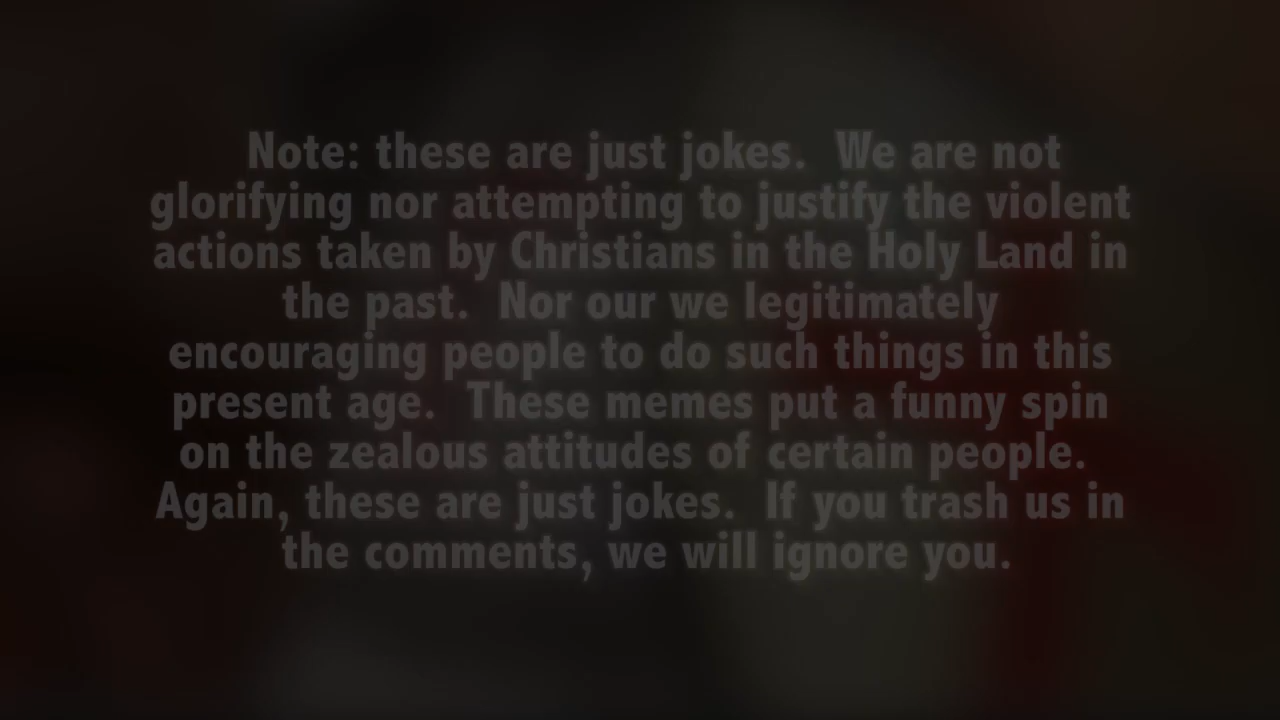 Note: these are just jokes.  We are not
glorifying nor attempting to justify the violent
actions taken by Christians in the Holy Land in
the past.  Nor our we legitimately
encouraging people to do such things in this
present age.  These memes put a funny spin
on the zealous attitudes of certain people.
Again, these are just jokes.  If you trash us in
the comments, we will ignore you.